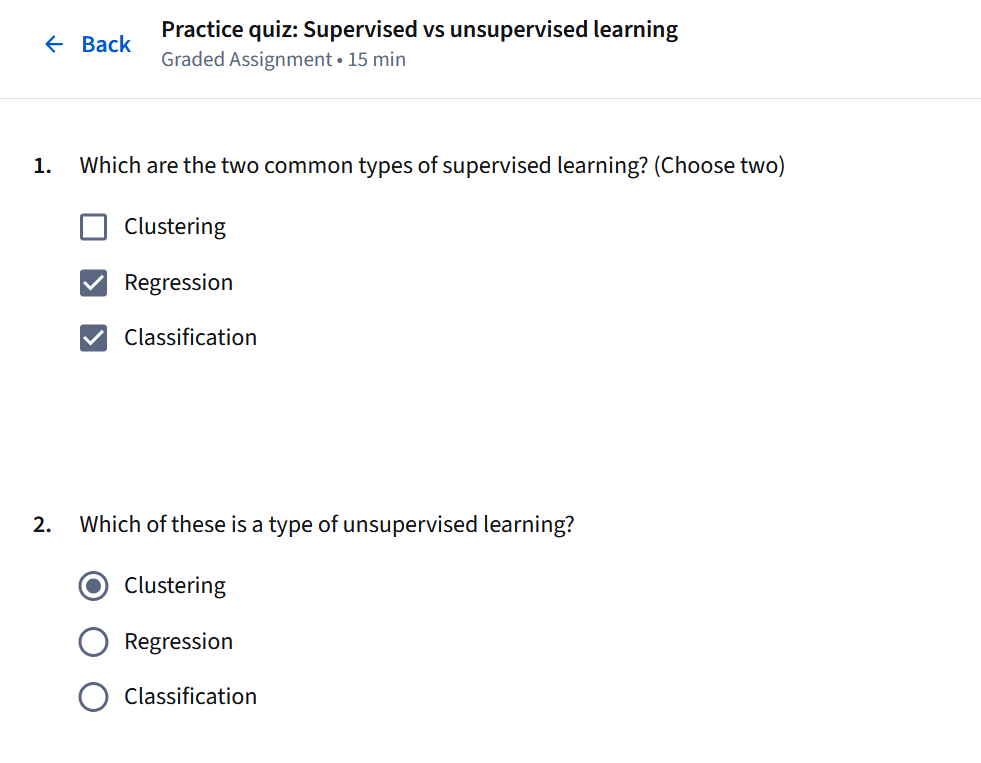 Back
Practice quiz: Supervised vs unsupervised learning
Graded Assignment • 15 min
1. Which are the two common types of supervised learning? (Choose two)
Clustering
Regression
Classification
2. Which of these is a type of unsupervised learning?
Clustering
Regression
Classification